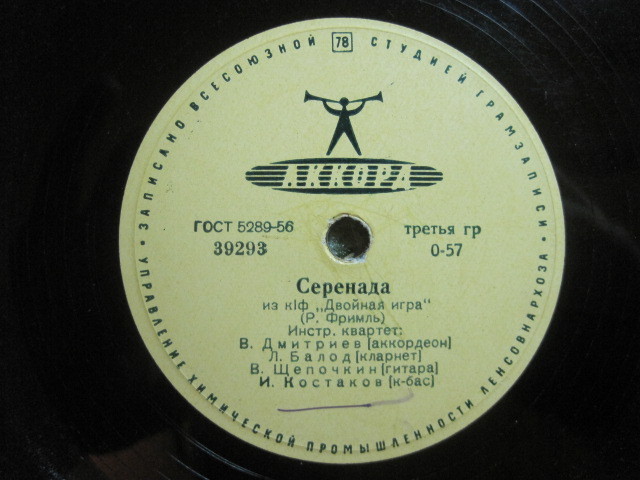 ЗАПИСАНО ВСЕСОЮЗНОЙ 78 СТУДИЕЙ ГРАМЗАПИСИ
АККОРД
ГОСТ 5289-56 третья гр
39293 0-57
Серенада
из к|ф „Двойная игра“
(Р. Фримль)
Инстр. квартет:
В. Дмитриев [аккордеон]
Л. Балод [кларнет]
В. Щепочкин [гитара]
И. Костаков [к-бас]
УПРАВЛЕНИЕ ХИМИЧЕСКОЙ ПРОМЫШЛЕННОСТИ ЛЕНСОВНАРХОЗА